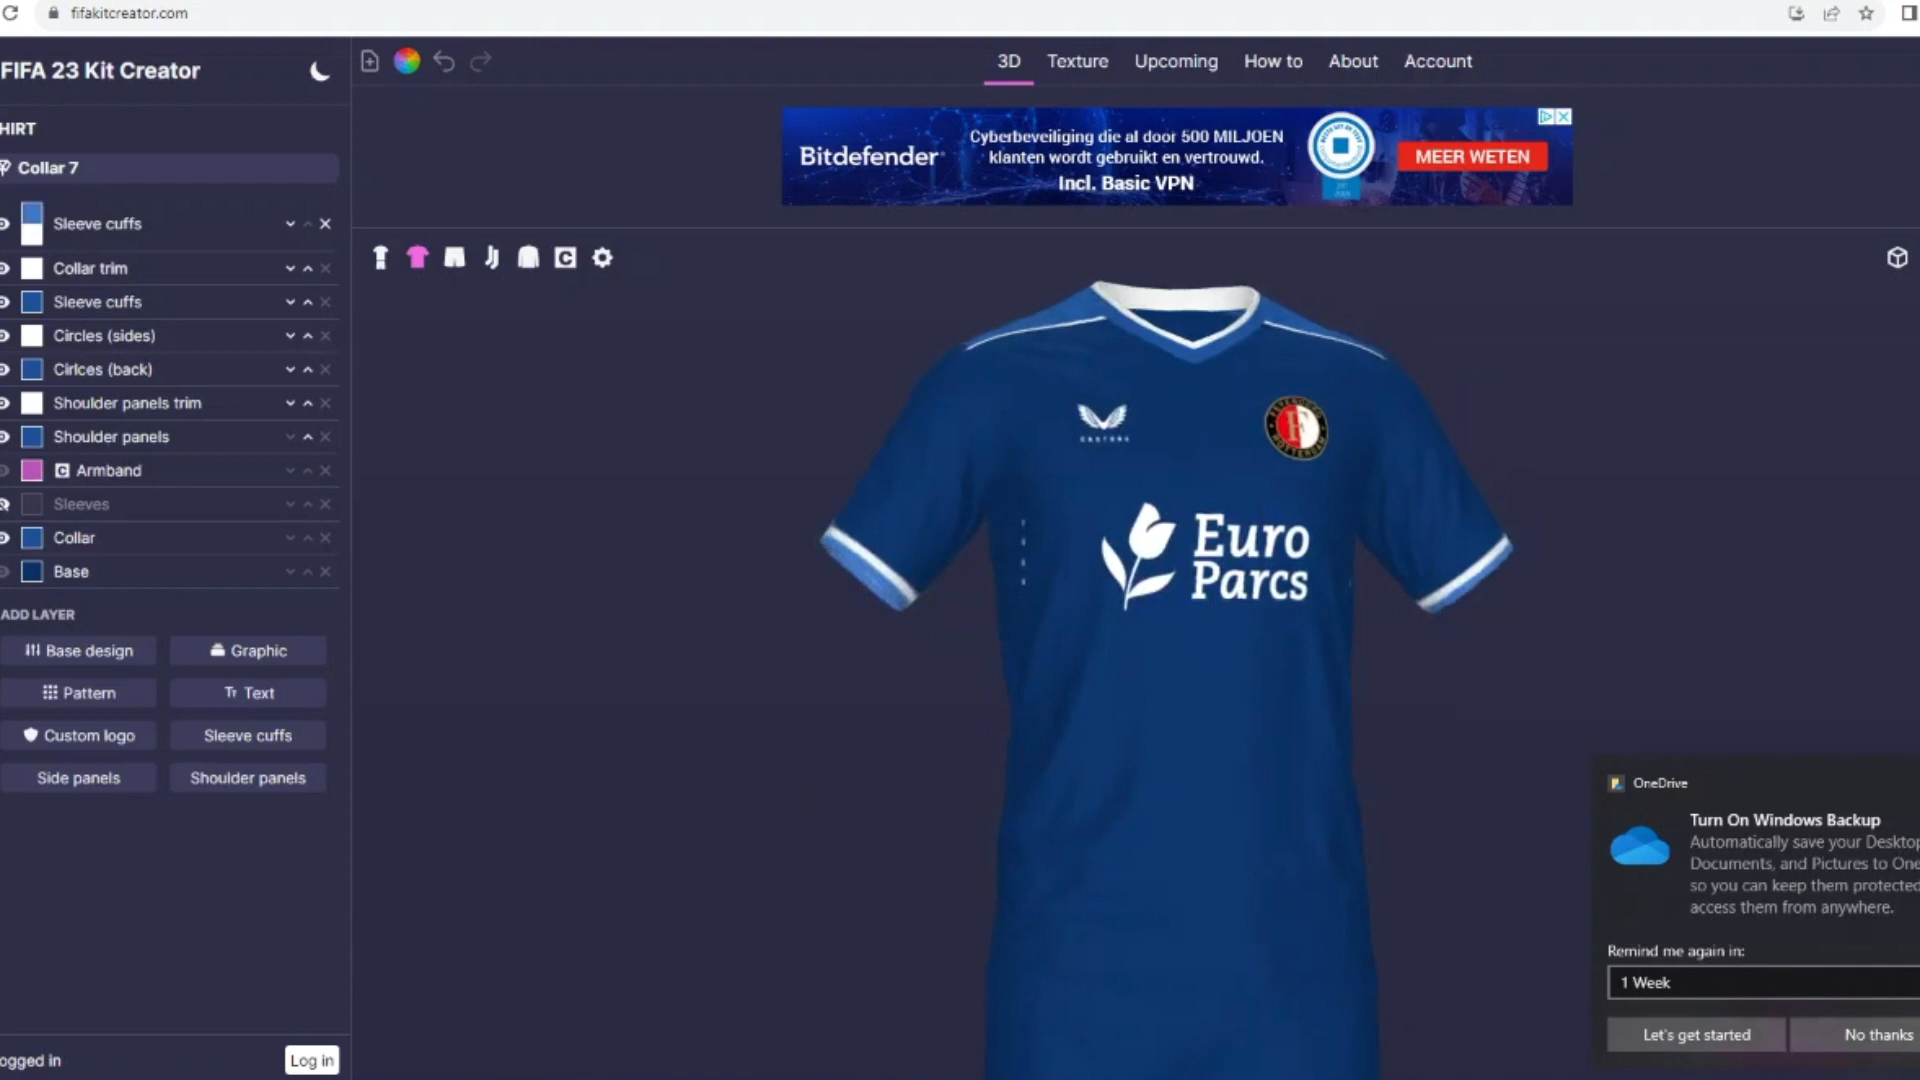 fifakitcreator.com
FIFA 23 Kit Creator
3D
Texture
Upcoming
How to
About
Account
HIRT
Collar 7
Sleeve cuffs
Collar trim
Sleeve cuffs
Circles (sides)
Cirlces (back)
Shoulder panels trim
Shoulder panels
C Armband
Sleeves
Collar
Base
ADD LAYER
Base design
Graphic
Pattern
Tr Text
Custom logo
Sleeve cuffs
Side panels
Shoulder panels
ogged in
Log in
Bitdefender
Cyberbeveiliging die al door 500 MILJOEN
klanten wordt gebruikt en vertrouwd.
Incl. Basic VPN
MEER WETEN
C
CASTORE
FEYENOORD
F
ROTTERDAM
Euro
Parcs
OneDrive
Turn On Windows Backup
Automatically save your Desktop
Documents, and Pictures to One
so you can keep them protected
access them from anywhere.
Remind me again in:
1 Week
Let's get started
No thanks